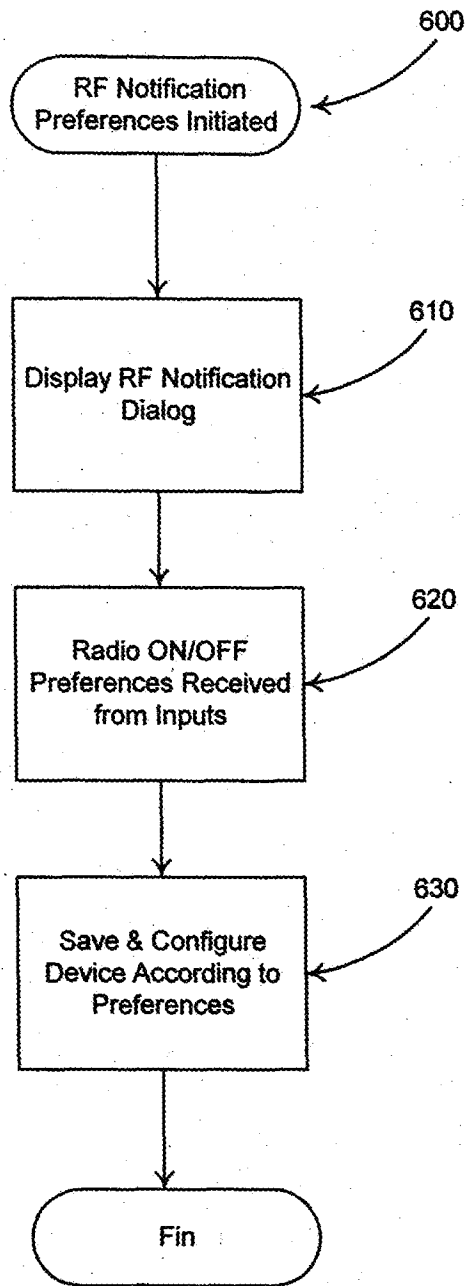 600
RF Notification
Preferences Initiated
610
Display RF Notification
Dialog
620
Radio ON/OFF
Preferences Received
from Inputs
630
Save & Configure
Device According to
Preferences
Fin